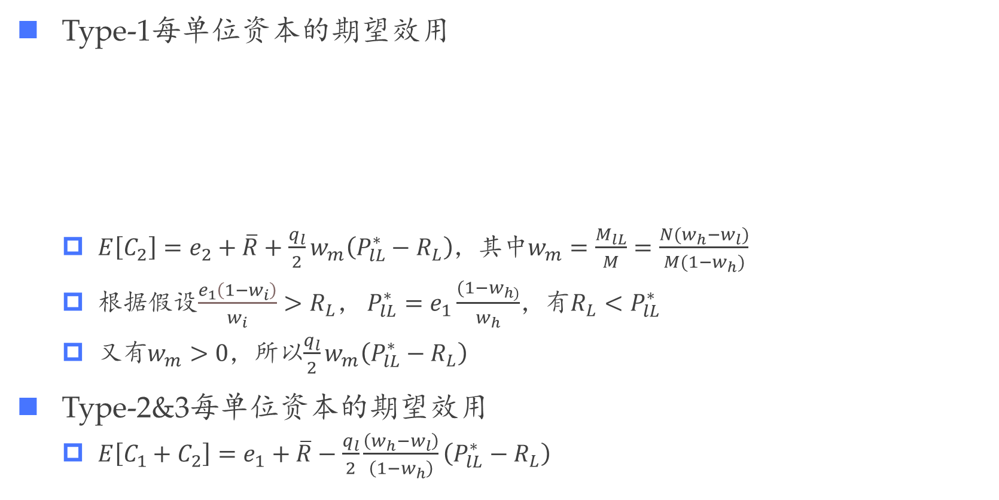 Type-1每单位资本的期望效用
$E[C_2] = e_2 + \bar{R} + \frac{q_l}{2} w_m (P_{lL}^* - R_L)$，其中$w_m = \frac{M_{lL}}{M} = \frac{N(w_h - w_l)}{M(1 - w_h)}$
根据假设$\frac{e_1(1 - w_i)}{w_i} > R_L$， $P_{lL}^* = e_1 \frac{(1 - w_{h)}}{w_h}$，有$R_L < P_{lL}^*$
又有$w_m > 0$，所以$\frac{q_l}{2} w_m (P_{lL}^* - R_L)$
Type-2&3每单位资本的期望效用
$E[C_1 + C_2] = e_1 + \bar{R} - \frac{q_l}{2} \frac{(w_h - w_l)}{(1 - w_h)} (P_{lL}^* - R_L)$